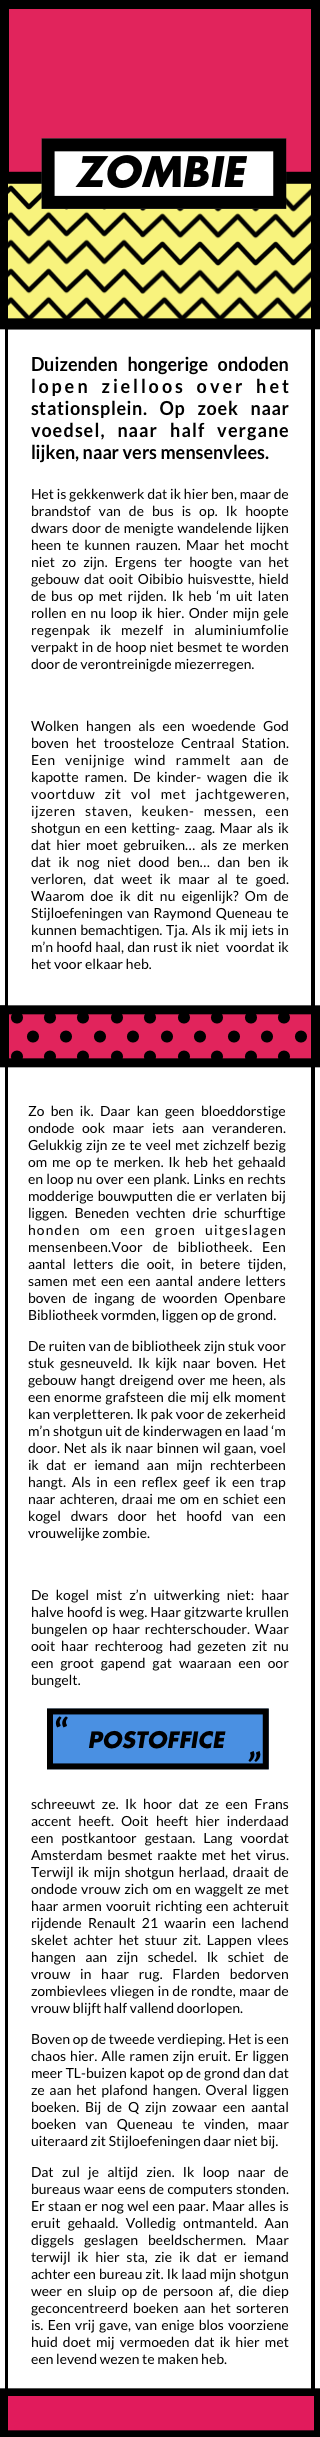 ZOMBIE
Duizenden hongerige ondoden
lopen zielloos over het
stationsplein. Op zoek naar
voedsel, naar half vergane
lijken, naar vers mensenvlees.
Het is gekkenwerk dat ik hier ben, maar de
brandstof van de bus is op. Ik hoopte
dwars door de menigte wandelende lijken
heen te kunnen rauzen. Maar het mocht
niet zo zijn. Ergens ter hoogte van het
gebouw dat ooit Oibibio huisvestte, hield
de bus op met rijden. Ik heb ‘m uit laten
rollen en nu loop ik hier. Onder mijn gele
regenpak ik mezelf in aluminiumfolie
verpakt in de hoop niet besmet te worden
door de verontreinigde miezerregen.
Wolken hangen als een woedende God
boven het troosteloze Centraal Station.
Een venijnige wind rammelt aan de
kapotte ramen. De kinder- wagen die ik
voortduw zit vol met jachtgeweren,
ijzeren staven, keuken- messen, een
shotgun en een ketting- zaag. Maar als ik
dat hier moet gebruiken... als ze merken
dat ik nog niet dood ben... dan ben ik
verloren, dat weet ik maar al te goed.
Waarom doe ik dit nu eigenlijk? Om de
Stijloefeningen van Raymond Queneau te
kunnen bemachtigen. Tja. Als ik mij iets in
m’n hoofd haal, dan rust ik niet voordat ik
het voor elkaar heb.
Zo ben ik. Daar kan geen bloeddorstige
ondode ook maar iets aan veranderen.
Gelukkig zijn ze te veel met zichzelf bezig
om me op te merken. Ik heb het gehaald
en loop nu over een plank. Links en rechts
modderige bouwputten die er verlaten bij
liggen. Beneden vechten drie schurftige
honden om een groen uitgeslagen
mensenbeen.Voor de bibliotheek. Een
aantal letters die ooit, in betere tijden,
samen met een een aantal andere letters
boven de ingang de woorden Openbare
Bibliotheek vormden, liggen op de grond.
De ruiten van de bibliotheek zijn stuk voor
stuk gesneuveld. Ik kijk naar boven. Het
gebouw hangt dreigend over me heen, als
een enorme grafsteen die mij elk moment
kan verpletteren. Ik pak voor de zekerheid
m’n shotgun uit de kinderwagen en laad ‘m
door. Net als ik naar binnen wil gaan, voel
ik dat er iemand aan mijn rechterbeen
hangt. Als in een reflex geef ik een trap
naar achteren, draai me om en schiet een
kogel dwars door het hoofd van een
vrouwelijke zombie.
De kogel mist z’n uitwerking niet: haar
halve hoofd is weg. Haar gitzwarte krullen
bungelen op haar rechterschouder. Waar
ooit haar rechteroog had gezeten zit nu
een groot gapend gat waaraan een oor
bungelt.
“ POSTOFFICE ”
schreeuwt ze. Ik hoor dat ze een Frans
accent heeft. Ooit heeft hier inderdaad
een postkantoor gestaan. Lang voordat
Amsterdam besmet raakte met het virus.
Terwijl ik mijn shotgun herlaad, draait de
ondode vrouw zich om en waggelt ze met
haar armen vooruit richting een achteruit
rijdende Renault 21 waarin een lachend
skelet achter het stuur zit. Lappen vlees
hangen aan zijn schedel. Ik schiet de
vrouw in haar rug. Flarden bedorven
zombievlees vliegen in de rondte, maar de
vrouw blijft half vallend doorlopen.
Boven op de tweede verdieping. Het is een
chaos hier. Alle ramen zijn eruit. Er liggen
meer TL-buizen kapot op de grond dan dat
ze aan het plafond hangen. Overal liggen
boeken. Bij de Q zijn zowaar een aantal
boeken van Queneau te vinden, maar
uiteraard zit Stijloefeningen daar niet bij.
Dat zul je altijd zien. Ik loop naar de
bureaus waar eens de computers stonden.
Er staan er nog wel een paar. Maar alles is
eruit gehaald. Volledig ontmanteld. Aan
diggels geslagen beeldschermen. Maar
terwijl ik hier sta, zie ik dat er iemand
achter een bureau zit. Ik laad mijn shotgun
weer en sluip op de persoon af, die diep
geconcentreerd boeken aan het sorteren
is. Een vrij gave, van enige blos voorziene
huid doet mij vermoeden dat ik hier met
een levend wezen te maken heb.